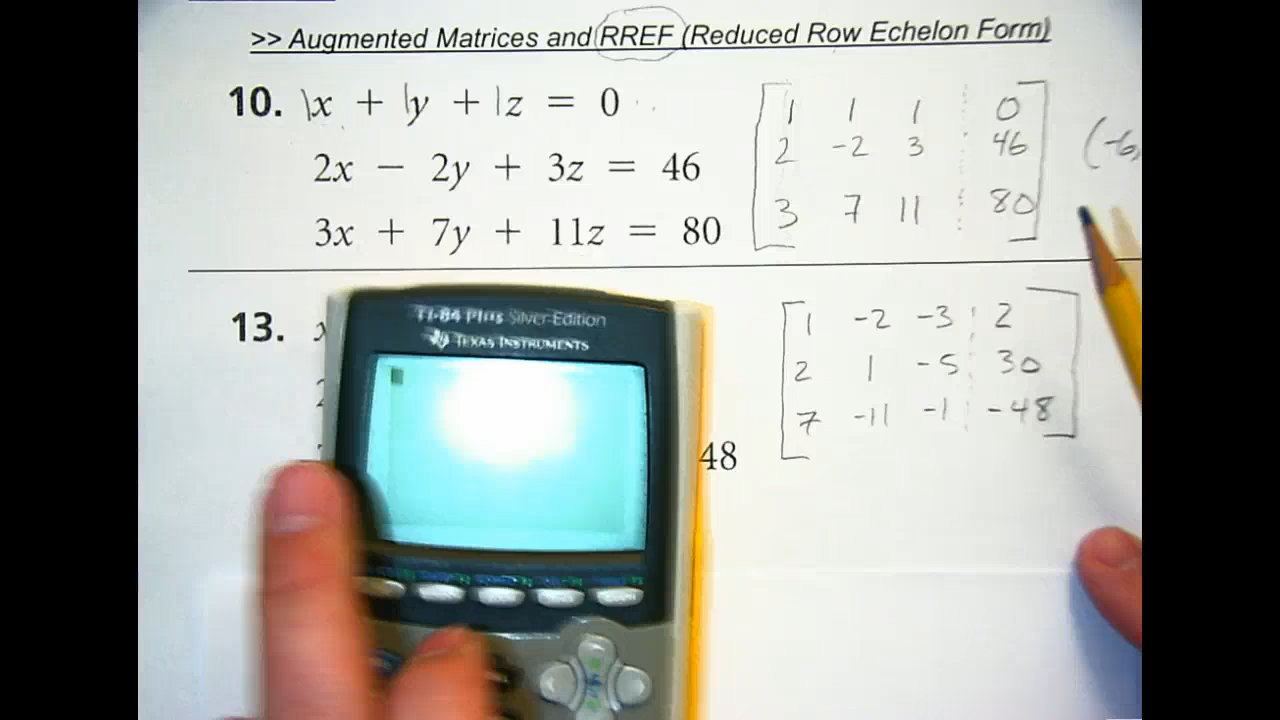 >> Augmented Matrices and RREF (Reduced Row Echelon Form)
10. 1x + 1y + 1z = 0
2x − 2y + 3z = 46
3x + 7y + 11z = 80
1 1 1 0
2 -2 3 46
3 7 11 80
(-6,
13.
48
TI-84 Plus Silver Edition
TEXAS INSTRUMENTS
1 -2 -3 2
2 1 -5 30
7 -11 -1 -48